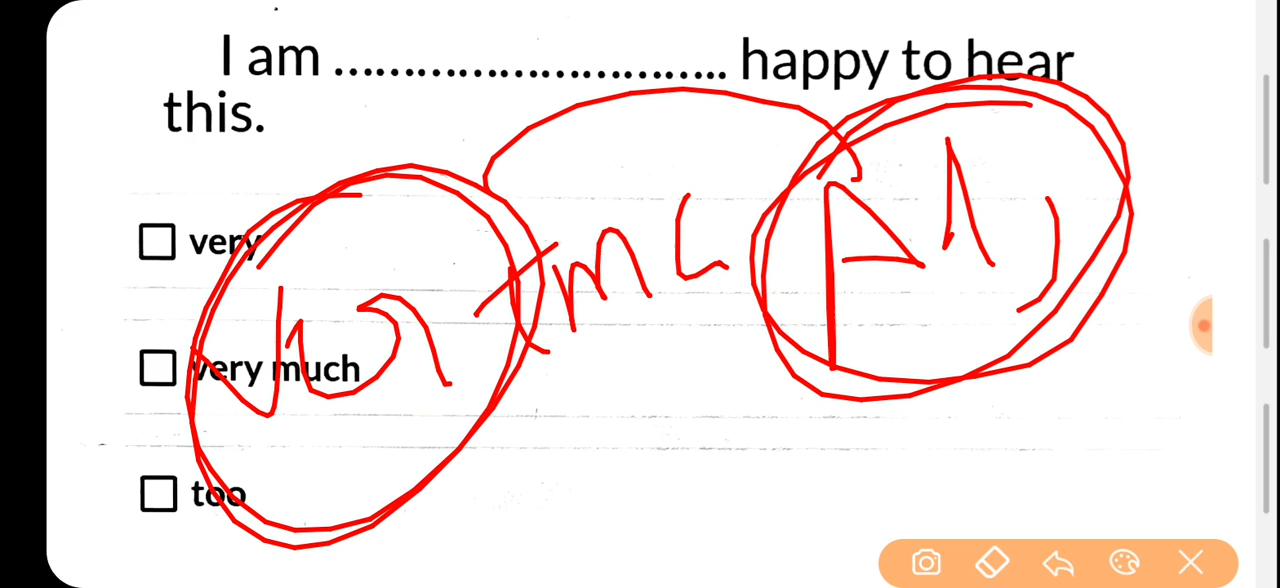 I am ................................ happy to hear
this.
very
very much
too